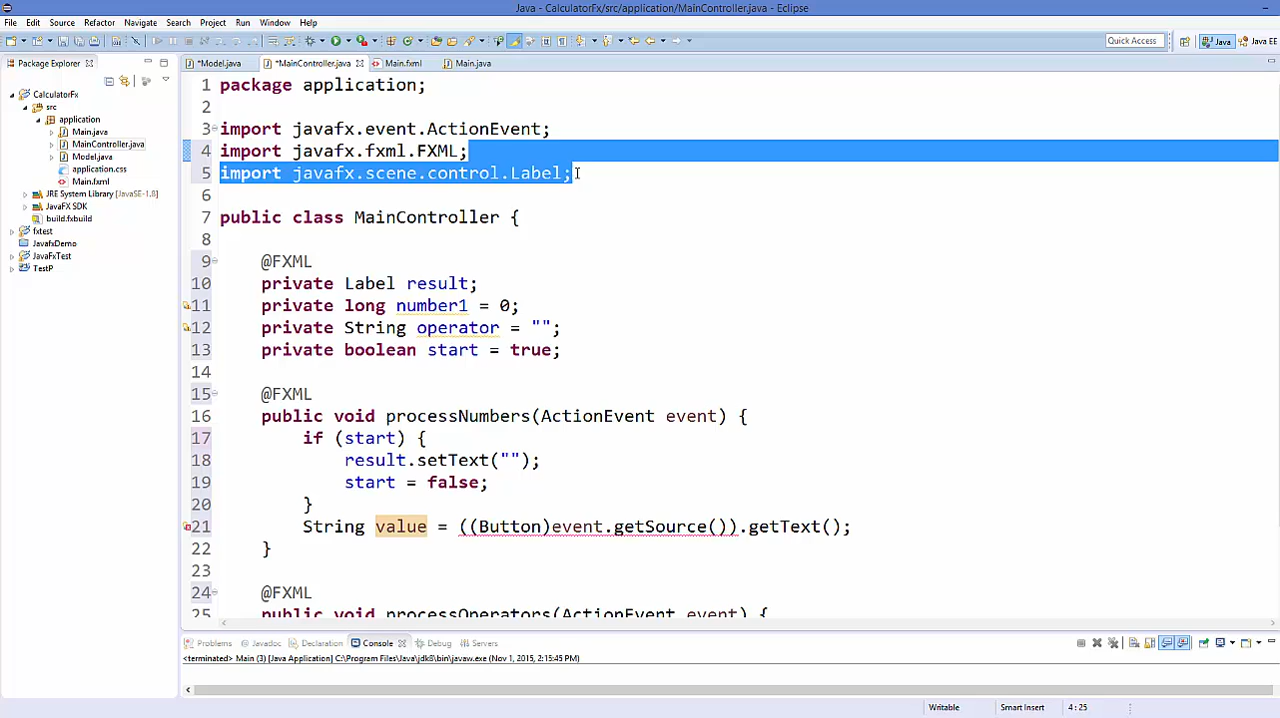 Java - CalculatorFx/src/application/MainController.java - Eclipse
File Edit Source Refactor Navigate Search Project Run Window Help
Quick Access Java Java EE
Package Explorer *Model.java *MainController.java Main.fxml Main.java
CalculatorFx
src
application
Main.java
MainController.java
Model.java
application.css
Main.fxml
JRE System Library [JavaSE-1.8]
JavaFX SDK
build.fxbuild
fxtest
JavafxDemo
JavaFxTest
TestP
1 package application;
2
3 import javafx.event.ActionEvent;
4 import javafx.fxml.FXML;
5 import javafx.scene.control.Label;
6
7 public class MainController {
8
9 @FXML
10 private Label result;
11 private long number1 = 0;
12 private String operator = "";
13 private boolean start = true;
14
15 @FXML
16 public void processNumbers(ActionEvent event) {
17 if (start) {
18 result.setText("");
19 start = false;
20 }
21 String value = ((Button)event.getSource()).getText();
22 }
23
24 @FXML
25 public void processOperators(ActionEvent event) {
Problems @ Javadoc Declaration Console Debug Servers
<terminated> Main (3) [Java Application] C:\Program Files\Java\jdk8\bin\javaw.exe (Nov 1, 2015, 2:15:45 PM)
Writable Smart Insert 4 : 25